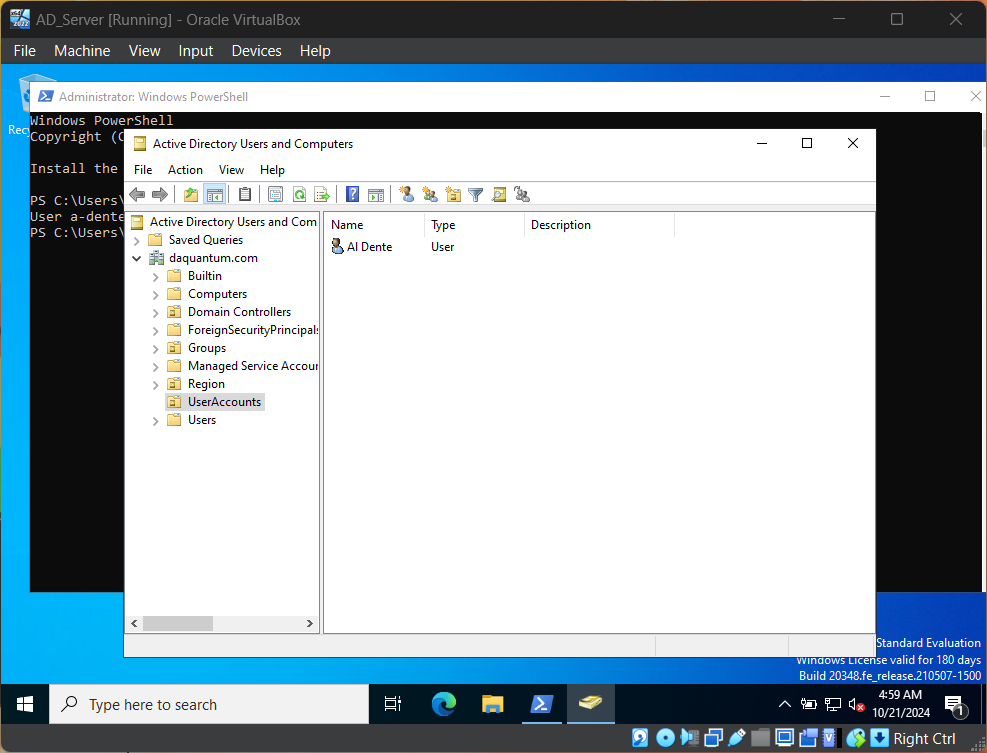 AD_Server [Running] - Oracle VirtualBox
File Machine View Input Devices Help
Administrator: Windows PowerShell
Windows PowerShell
Copyright (C
Install the
PS C:\Users\
User a-dente
PS C:\Users\
Active Directory Users and Computers
File Action View Help
Active Directory Users and Com
Saved Queries
daquantum.com
Builtin
Computers
Domain Controllers
ForeignSecurityPrincipals
Groups
Managed Service Accour
Region
UserAccounts
Users
Name Type Description
Al Dente User
Standard Evaluation
Windows License valid for 180 days
Build 20348.fe_release.210507-1500
Type here to search
4:59 AM
10/21/2024
1
Right Ctrl